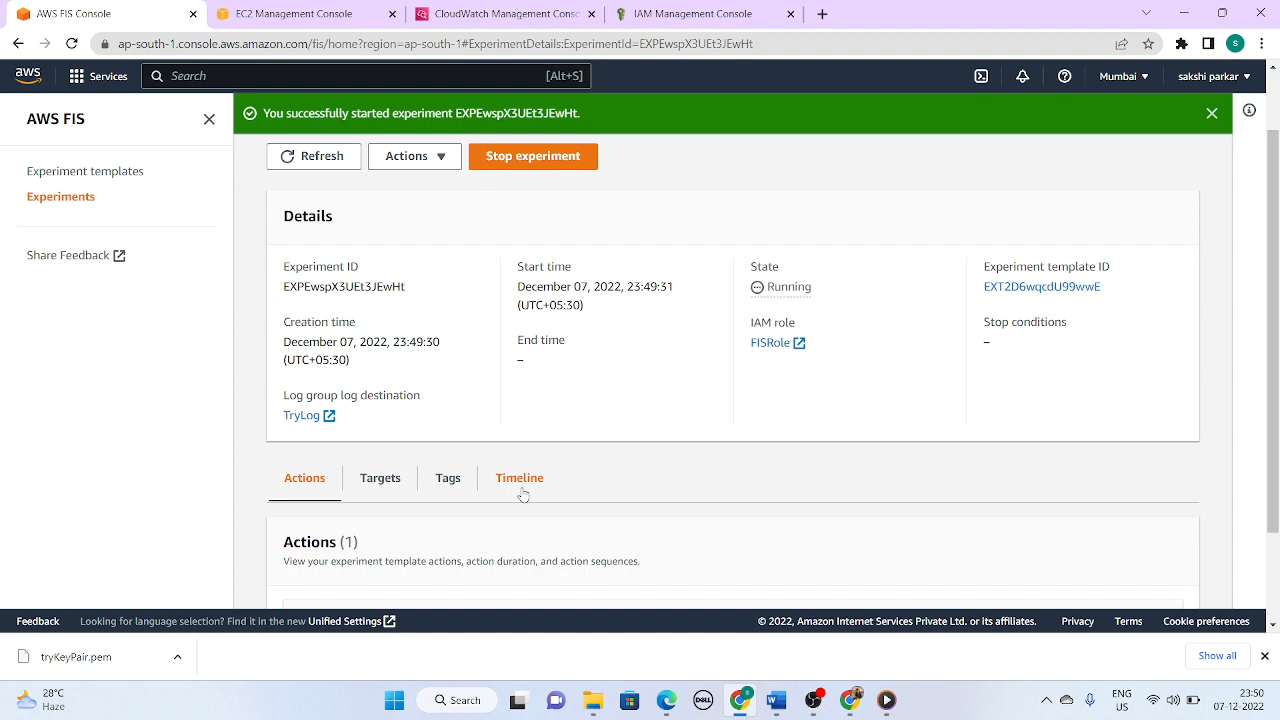 AWS FIS Console
EC2 Management Console
CloudWatch Management Cons
IAM Management Console
ap-south-1.console.aws.amazon.com/fis/home?region=ap-south-1#ExperimentDetails:ExperimentId=EXPEwspX3UEt3JEwHt
S
aws
Services
Search
[Alt+S]
Mumbai
sakshi parkar
AWS FIS
Experiment templates
Experiments
Share Feedback
You successfully started experiment EXPEwspX3UEt3JEwHt.
Refresh
Actions
Stop experiment
Details
Experiment ID
EXPEwspX3UEt3JEwHt
Creation time
December 07, 2022, 23:49:30
(UTC+05:30)
Log group log destination
TryLog
Start time
December 07, 2022, 23:49:31
(UTC+05:30)
End time
–
State
Running
IAM role
FISRole
Experiment template ID
EXT2D6wqcdU99wwE
Stop conditions
–
Actions
Targets
Tags
Timeline
Actions (1)
View your experiment template actions, action duration, and action sequences.
Feedback
Looking for language selection? Find it in the new Unified Settings
© 2022, Amazon Internet Services Private Ltd. or its affiliates.
Privacy
Terms
Cookie preferences
tryKeyPair.pem
Show all
28°C
Haze
Search
DELL
ENG
US
23:50
07-12-2022